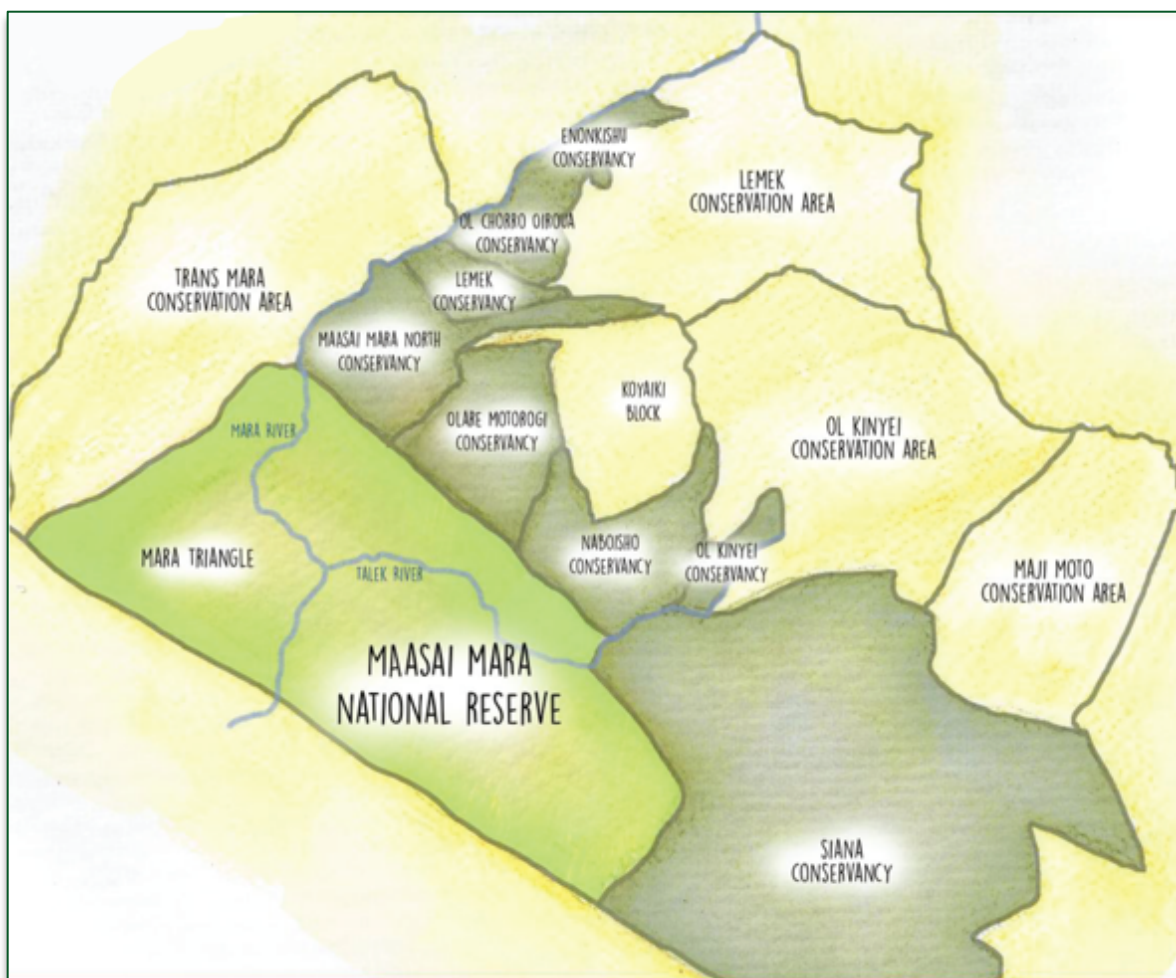 ENONKISHU
CONSERVANCY
LEMEK
CONSERVATION AREA
OL CHORRO OIROUA
CONSERVANCY
TRANS MARA
CONSERVATION AREA
LEMEK
CONSERVANCY
MAASAI MARA NORTH
CONSERVANCY
KOYAIKI
BLOCK
OLARE MOTOROGI
CONSERVANCY
OL KINYEI
CONSERVATION AREA
MARA RIVER
MARA TRIANGLE
TALEK RIVER
NABOISHO
CONSERVANCY
OL KINYEI
CONSERVANCY
MAJI MOTO
CONSERVATION AREA
MAASAI MARA
NATIONAL RESERVE
SIANA
CONSERVANCY